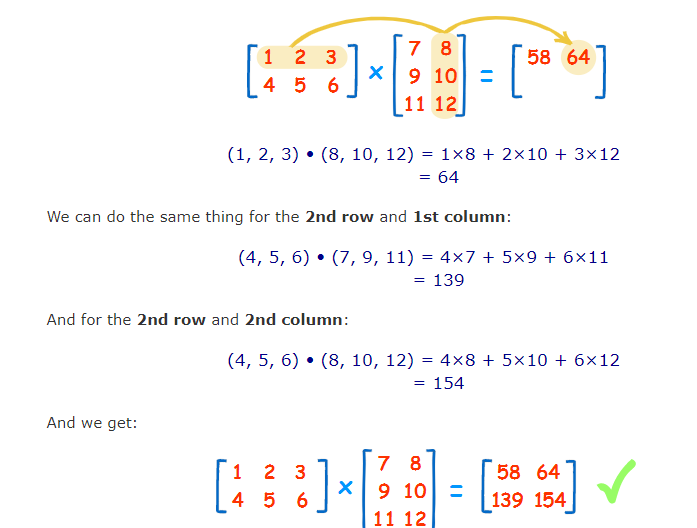 [1 2 3
4 5 6] × [7 8
9 10
11 12] = [58 64]
(1, 2, 3) • (8, 10, 12) = 1×8 + 2×10 + 3×12
= 64
We can do the same thing for the 2nd row and 1st column:
(4, 5, 6) • (7, 9, 11) = 4×7 + 5×9 + 6×11
= 139
And for the 2nd row and 2nd column:
(4, 5, 6) • (8, 10, 12) = 4×8 + 5×10 + 6×12
= 154
And we get:
[1 2 3
4 5 6] × [7 8
9 10
11 12] = [58 64
139 154] ✓